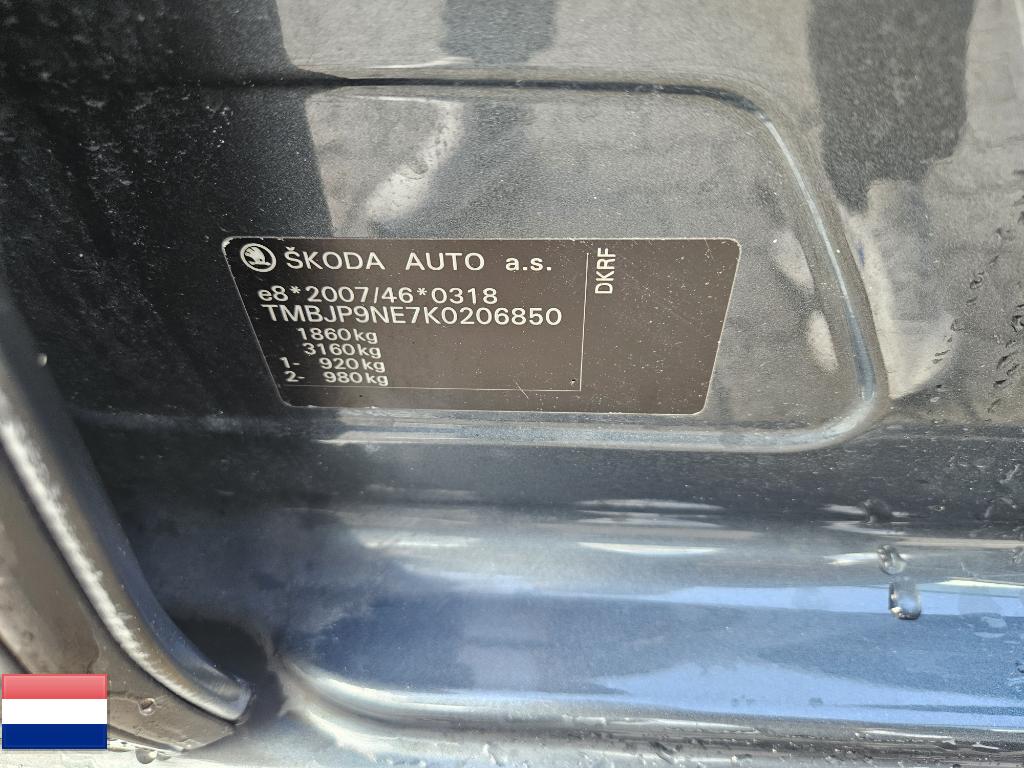 ŠKODA AUTO a.s.
e8*2007/46*0318
TMBJP9NE7K0206850
1860kg
3160kg
1- 920kg
2- 980kg
DKRF